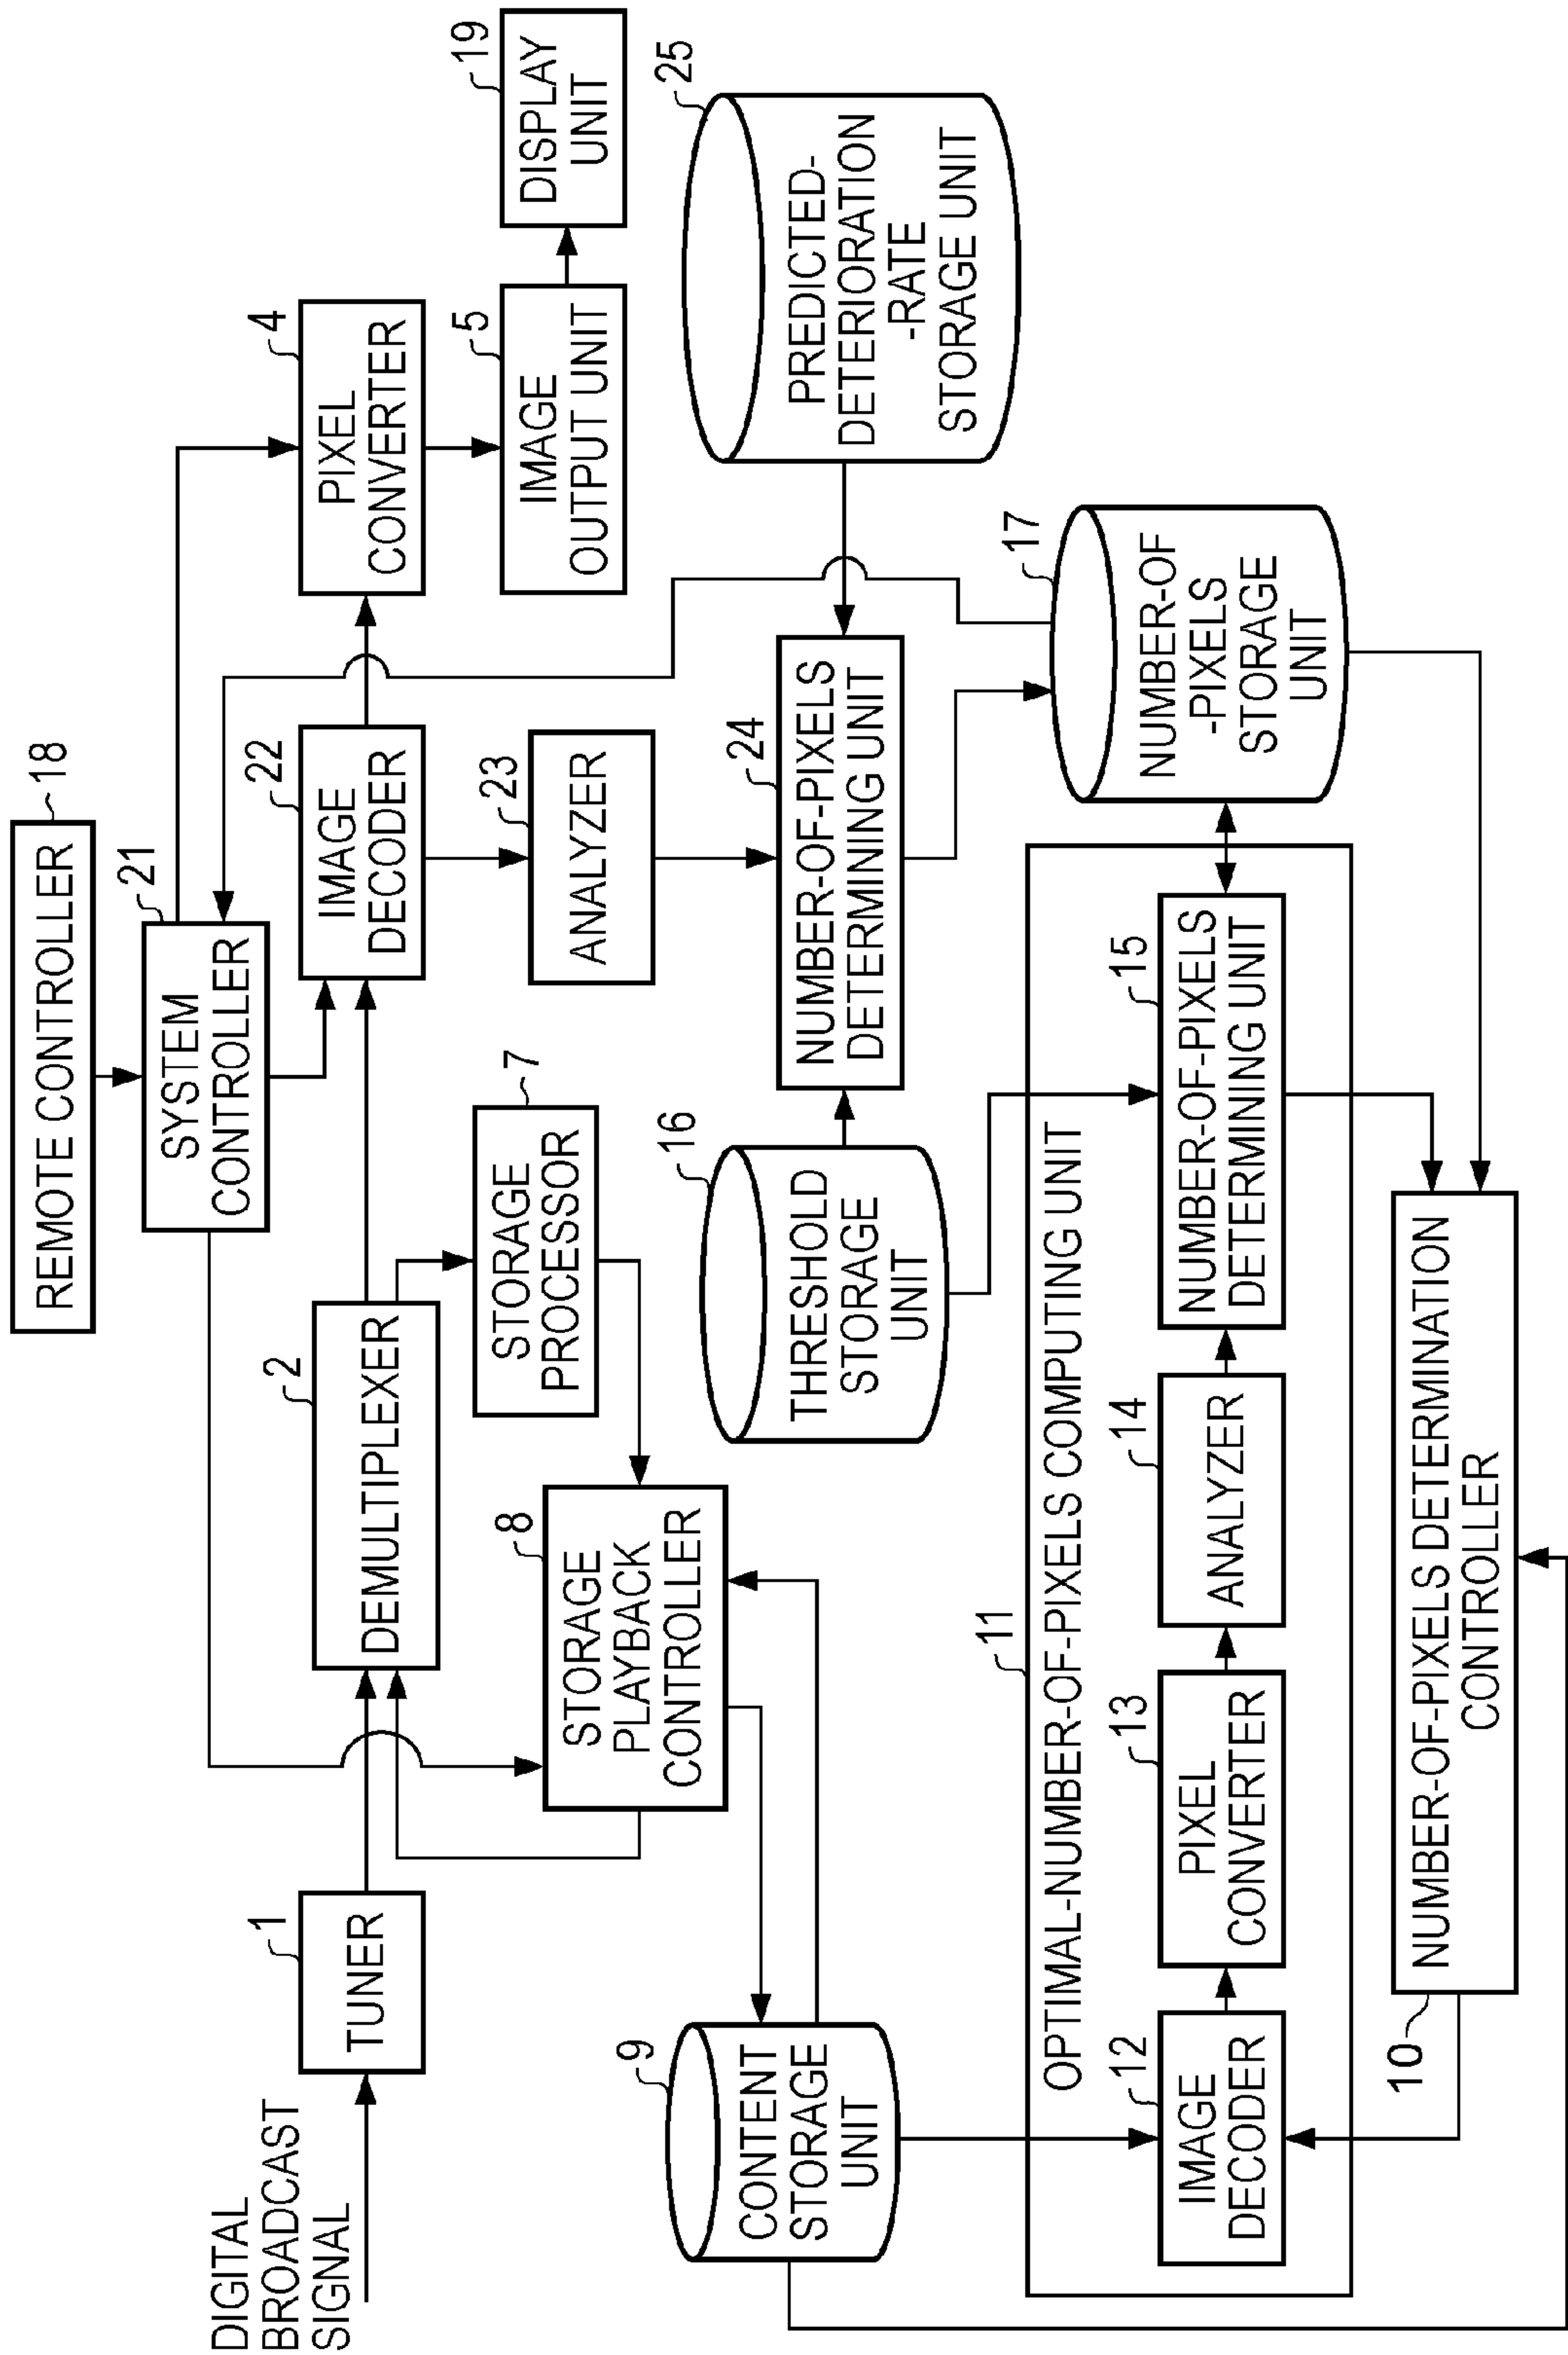 REMOTE CONTROLLER
18
21
SYSTEM
CONTROLLER
DIGITAL
BROADCAST
SIGNAL
1
TUNER
2
DEMULTIPLEXER
22
IMAGE
DECODER
4
PIXEL
CONVERTER
5
IMAGE
OUTPUT UNIT
19
DISPLAY
UNIT
7
STORAGE
PROCESSOR
23
ANALYZER
8
STORAGE
PLAYBACK
CONTROLLER
9
CONTENT
STORAGE
UNIT
16
THRESHOLD
STORAGE
UNIT
24
NUMBER-OF-PIXELS
DETERMINING UNIT
25
PREDICTED-
DETERIORATION
-RATE
STORAGE UNIT
11
OPTIMAL-NUMBER-OF-PIXELS COMPUTING UNIT
12
IMAGE
DECODER
13
PIXEL
CONVERTER
14
ANALYZER
15
NUMBER-OF-PIXELS
DETERMINING UNIT
17
NUMBER-OF
-PIXELS
STORAGE
UNIT
10
NUMBER-OF-PIXELS DETERMINATION
CONTROLLER